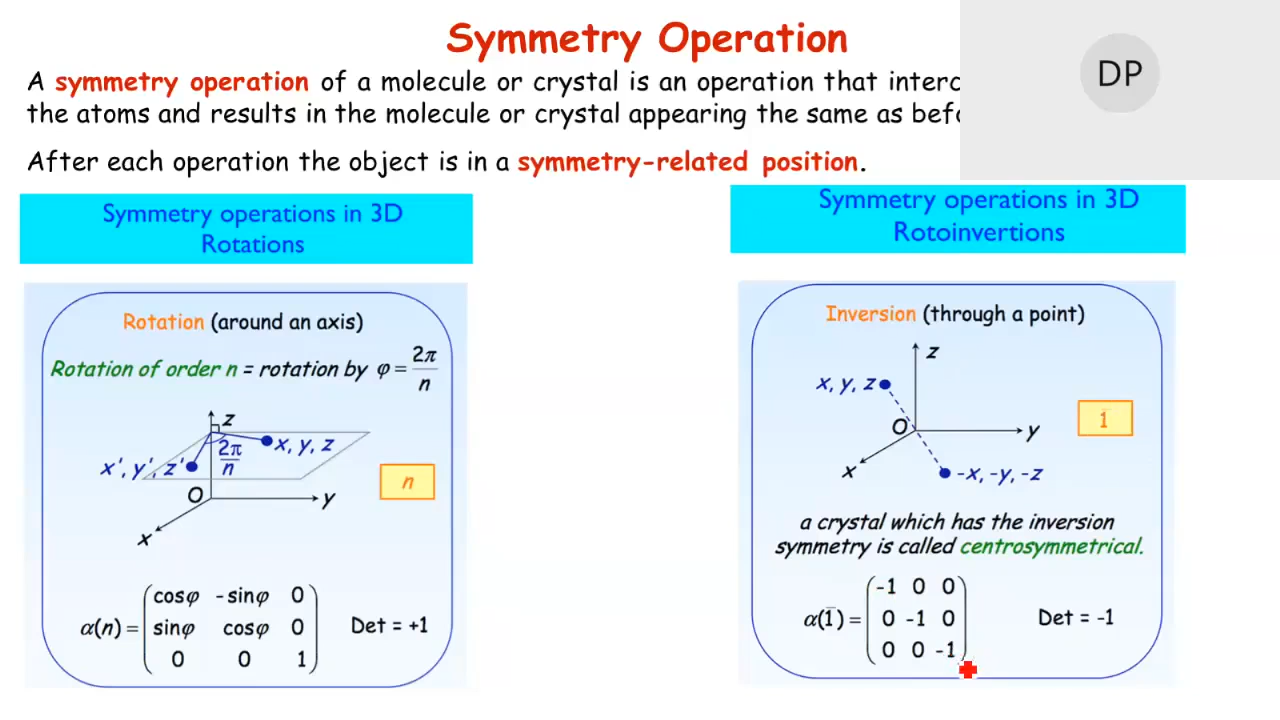 Symmetry Operation
DP
A symmetry operation of a molecule or crystal is an operation that
the atoms and results in the molecule or crystal appearing the same as
After each operation the object is in a symmetry-related position.
Symmetry operations in 3D
Rotations
Rotation (around an axis)
Rotation of order n = rotation by φ = 2π/n
z
2π/n
x, y, z
x', y', z'
n
O
y
x
α(n) = (cosφ -sinφ 0
sinφ cosφ 0
0 0 1)
Det = +1
Symmetry operations in 3D
Rotoinvertions
Inversion (through a point)
z
x, y, z
1̄
O
y
x
-x, -y, -z
a crystal which has the inversion
symmetry is called centrosymmetrical.
α(1̄) = (-1 0 0
0 -1 0
0 0 -1)
Det = -1